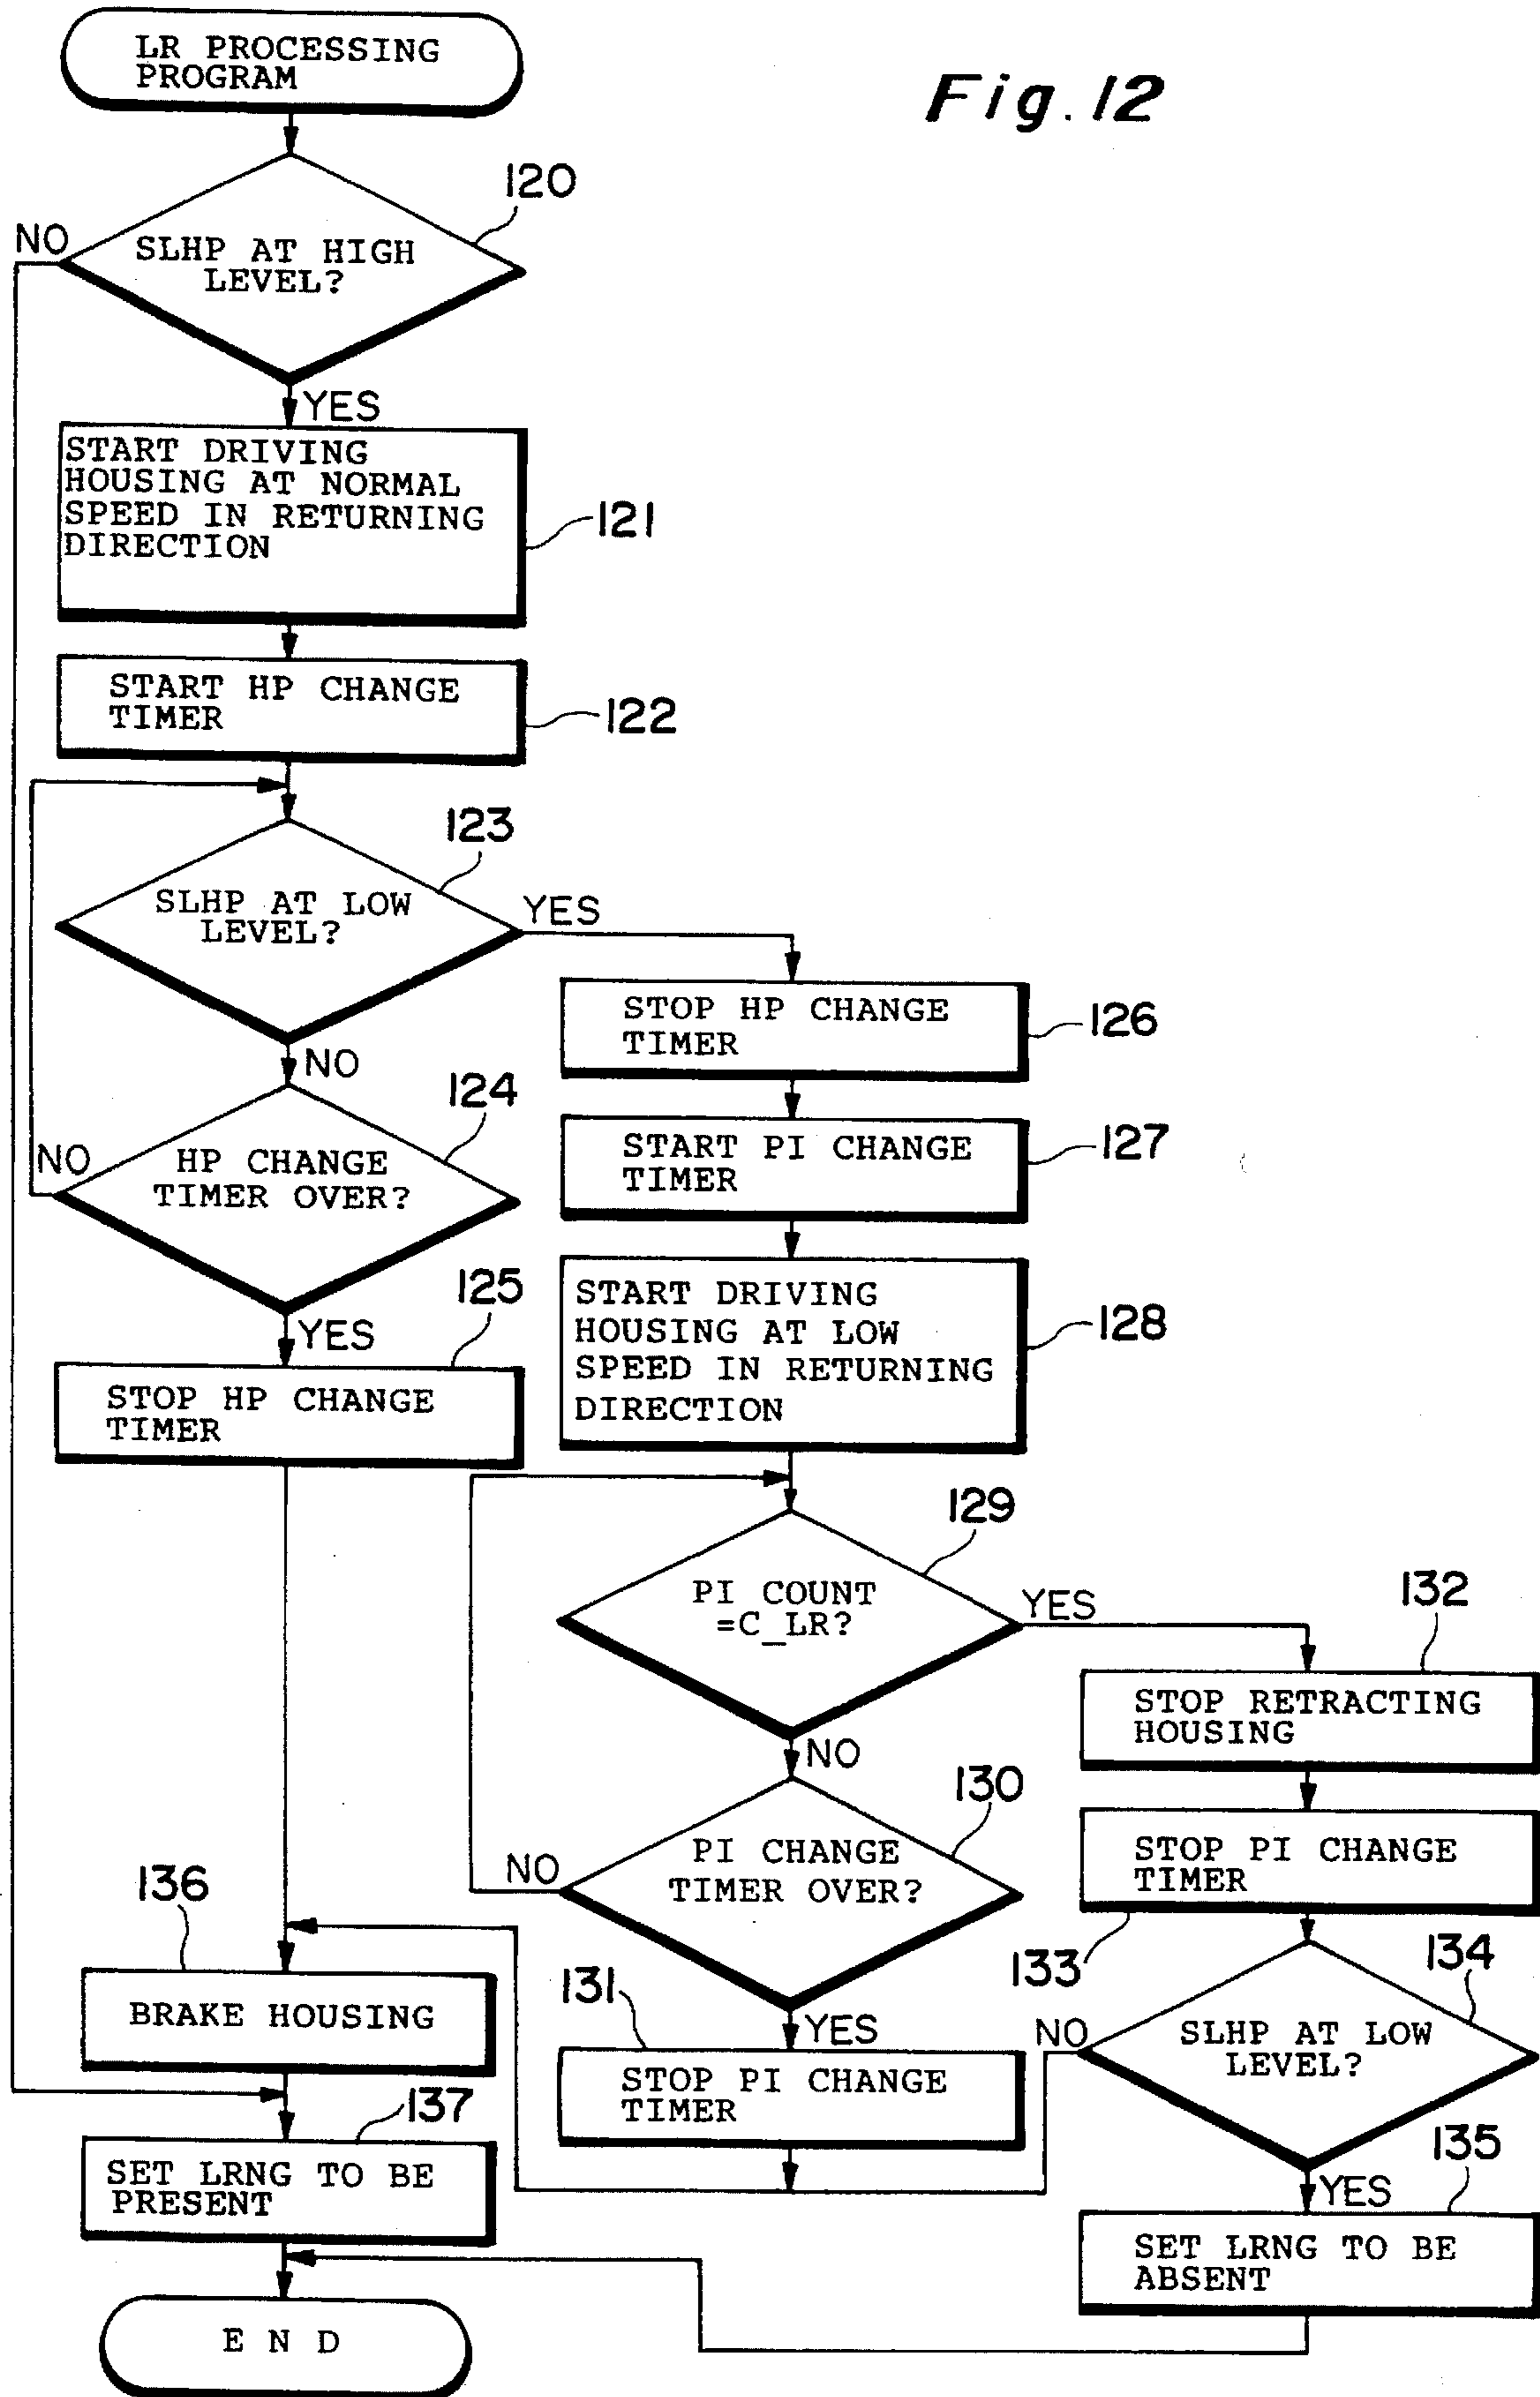 LR PROCESSING
PROGRAM
Fig. 12
120
NO
SLHP AT HIGH
LEVEL?
YES
START DRIVING
HOUSING AT NORMAL
SPEED IN RETURNING
DIRECTION
121
START HP CHANGE
TIMER
122
123
SLHP AT LOW
LEVEL?
YES
NO
STOP HP CHANGE
TIMER
126
124
NO
HP CHANGE
TIMER OVER?
START PI CHANGE
TIMER
127
YES
125
STOP HP CHANGE
TIMER
START DRIVING
HOUSING AT LOW
SPEED IN RETURNING
DIRECTION
128
129
PI COUNT
=C_LR?
YES
132
STOP RETRACTING
HOUSING
NO
130
NO
PI CHANGE
TIMER OVER?
STOP PI CHANGE
TIMER
133
136
BRAKE HOUSING
131
YES
STOP PI CHANGE
TIMER
134
NO
SLHP AT LOW
LEVEL?
137
SET LRNG TO BE
PRESENT
YES
135
SET LRNG TO BE
ABSENT
END